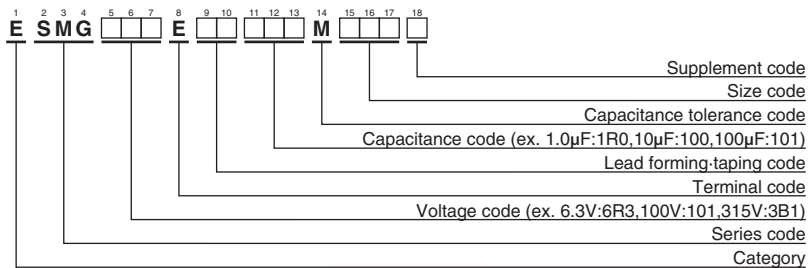 1 2 3 4 5 6 7 8 9 10 11 12 13 14 15 16 17 18
E SMG□□□ E □□ □□□ M □□□ □
Supplement code
Size code
Capacitance tolerance code
Capacitance code (ex. 1.0μF:1R0,10μF:100,100μF:101)
Lead forming·taping code
Terminal code
Voltage code (ex. 6.3V:6R3,100V:101,315V:3B1)
Series code
Category